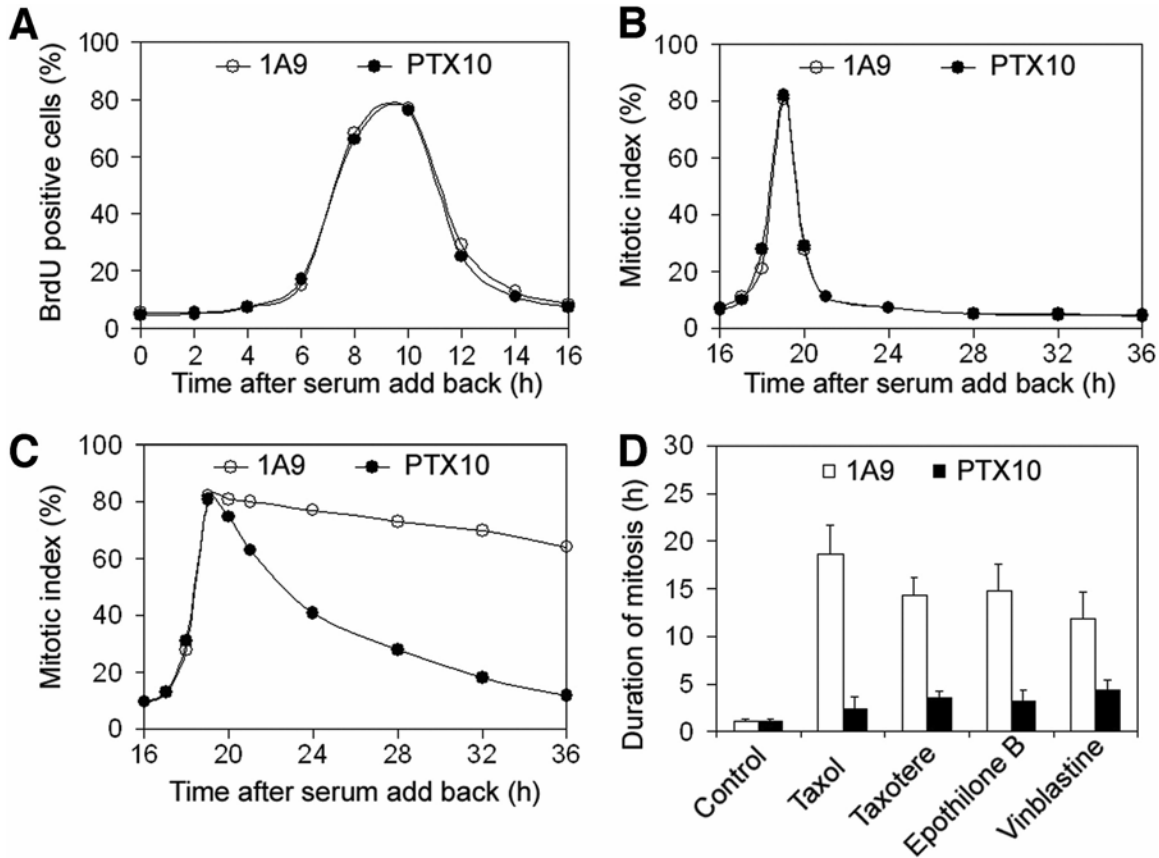 A
BrdU positive cells (%)
100
80
60
40
20
0
1A9 PTX10
0 2 4 6 8 10 12 14 16
Time after serum add back (h)
B
Mitotic index (%)
100
80
60
40
20
0
1A9 PTX10
16 20 24 28 32 36
Time after serum add back (h)
C
Mitotic index (%)
100
80
60
40
20
0
1A9 PTX10
16 20 24 28 32 36
Time after serum add back (h)
D
Duration of mitosis (h)
30
25
20
15
10
5
0
1A9 PTX10
Control Taxol Taxotere Epothilone B Vinblastine